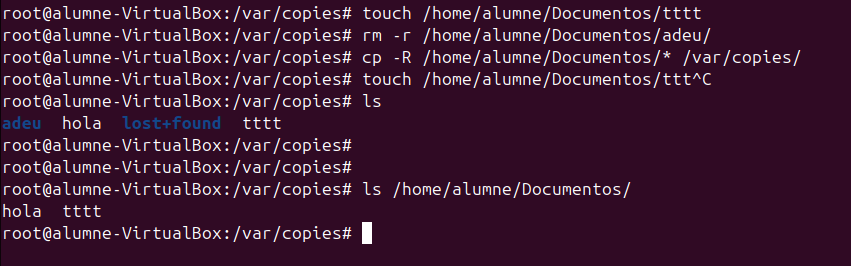 root@alumne-VirtualBox:/var/copies# touch /home/alumne/Documentos/tttt
root@alumne-VirtualBox:/var/copies# rm -r /home/alumne/Documentos/adeu/
root@alumne-VirtualBox:/var/copies# cp -R /home/alumne/Documentos/* /var/copies/
root@alumne-VirtualBox:/var/copies# touch /home/alumne/Documentos/ttt^C
root@alumne-VirtualBox:/var/copies# ls
adeu  hola  lost+found  tttt
root@alumne-VirtualBox:/var/copies#
root@alumne-VirtualBox:/var/copies#
root@alumne-VirtualBox:/var/copies# ls /home/alumne/Documentos/
hola  tttt
root@alumne-VirtualBox:/var/copies#